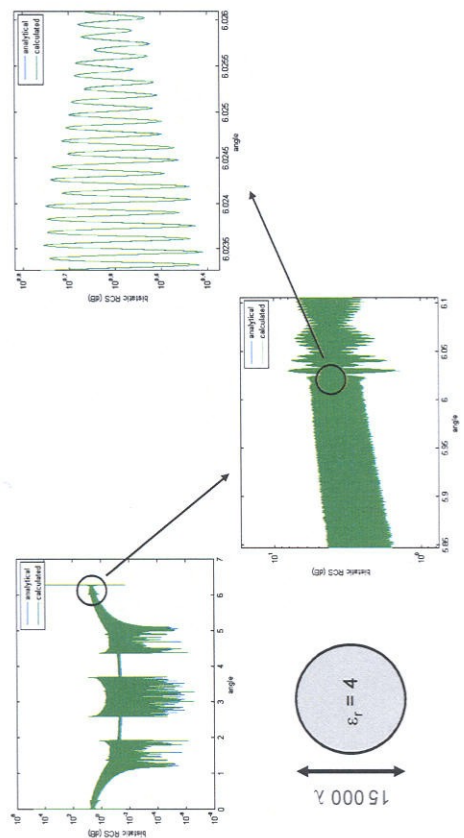 analytical
calculated
bistatic RCS (dB)
0 1 2 3 4 5 6 7
angle
15 000 λ
εr = 4
analytical
calculated
10¹
10⁰
bistatic RCS (dB)
5.85 5.9 5.95 6 6.05 6.1
angle
analytical
calculated
bistatic RCS (dB)
6.0235 6.024 6.0245 6.025 6.0255 6.026
angle